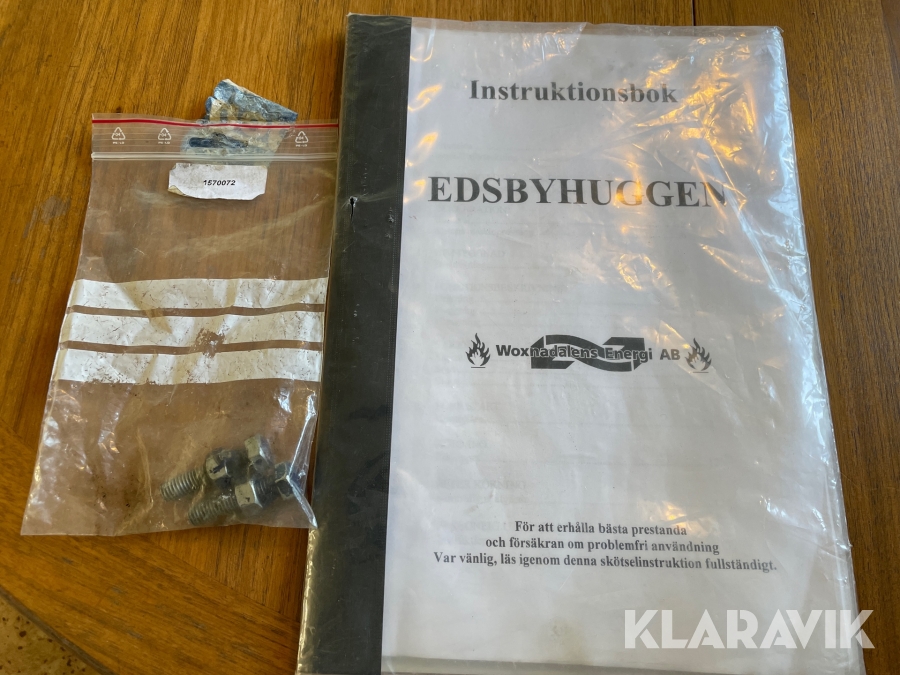 1570072
Instruktionsbok
EDSBYHUGGEN
Woxnadalens Energi AB
För att erhålla bästa prestanda
och försäkran om problemfri användning
Var vänlig, läs igenom denna skötselinstruktion fullständigt.
KLARAVIK